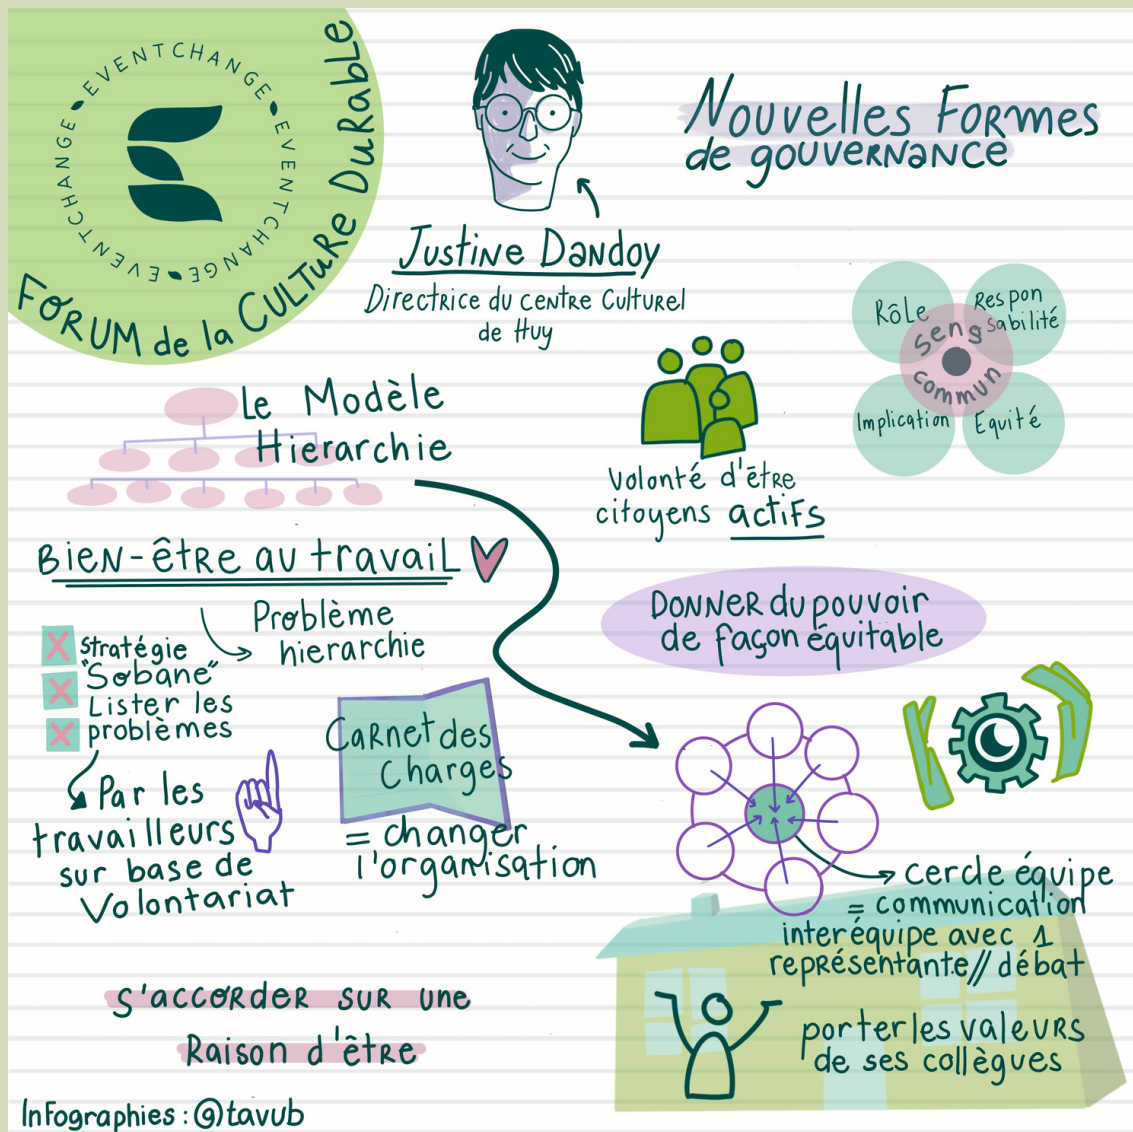 EVENTCHANGE
EVENTCHANGE
EVENTCHANGE
EVENTCHANGE
FORUM de la CULTURE DURable
Nouvelles Formes
de gouvernance
Justine Dandoy
Directrice du centre Culturel
de Huy
Rôle
Respon
sabilité
Seng
commun
Implication
Equité
Le Modèle
Hierarchie
Volonté d'être
citoyens actifs
Bien-être au travail
Problème
hierarchie
Stratégie
"Sobane"
Lister les
problèmes
Par les
travailleurs
sur base de
Volontariat
Carnet des
Charges
= changer
l'organisation
Donner du pouvoir
de façon équitable
cercle équipe
= communication
interéquipe avec 1
représentante//débat
porter les valeurs
de ses collègues
S'accorder sur une
Raison d'être
Infographies : @tavub